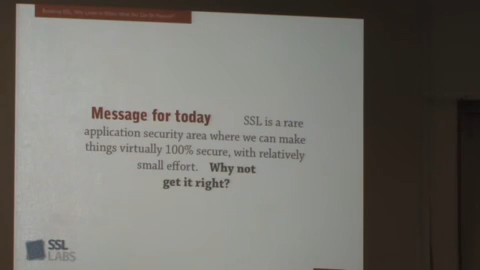 Message for today SSL is a rare
application security area where we can make
things virtually 100% secure, with relatively
small effort. Why not
get it right?
SSL
LABS